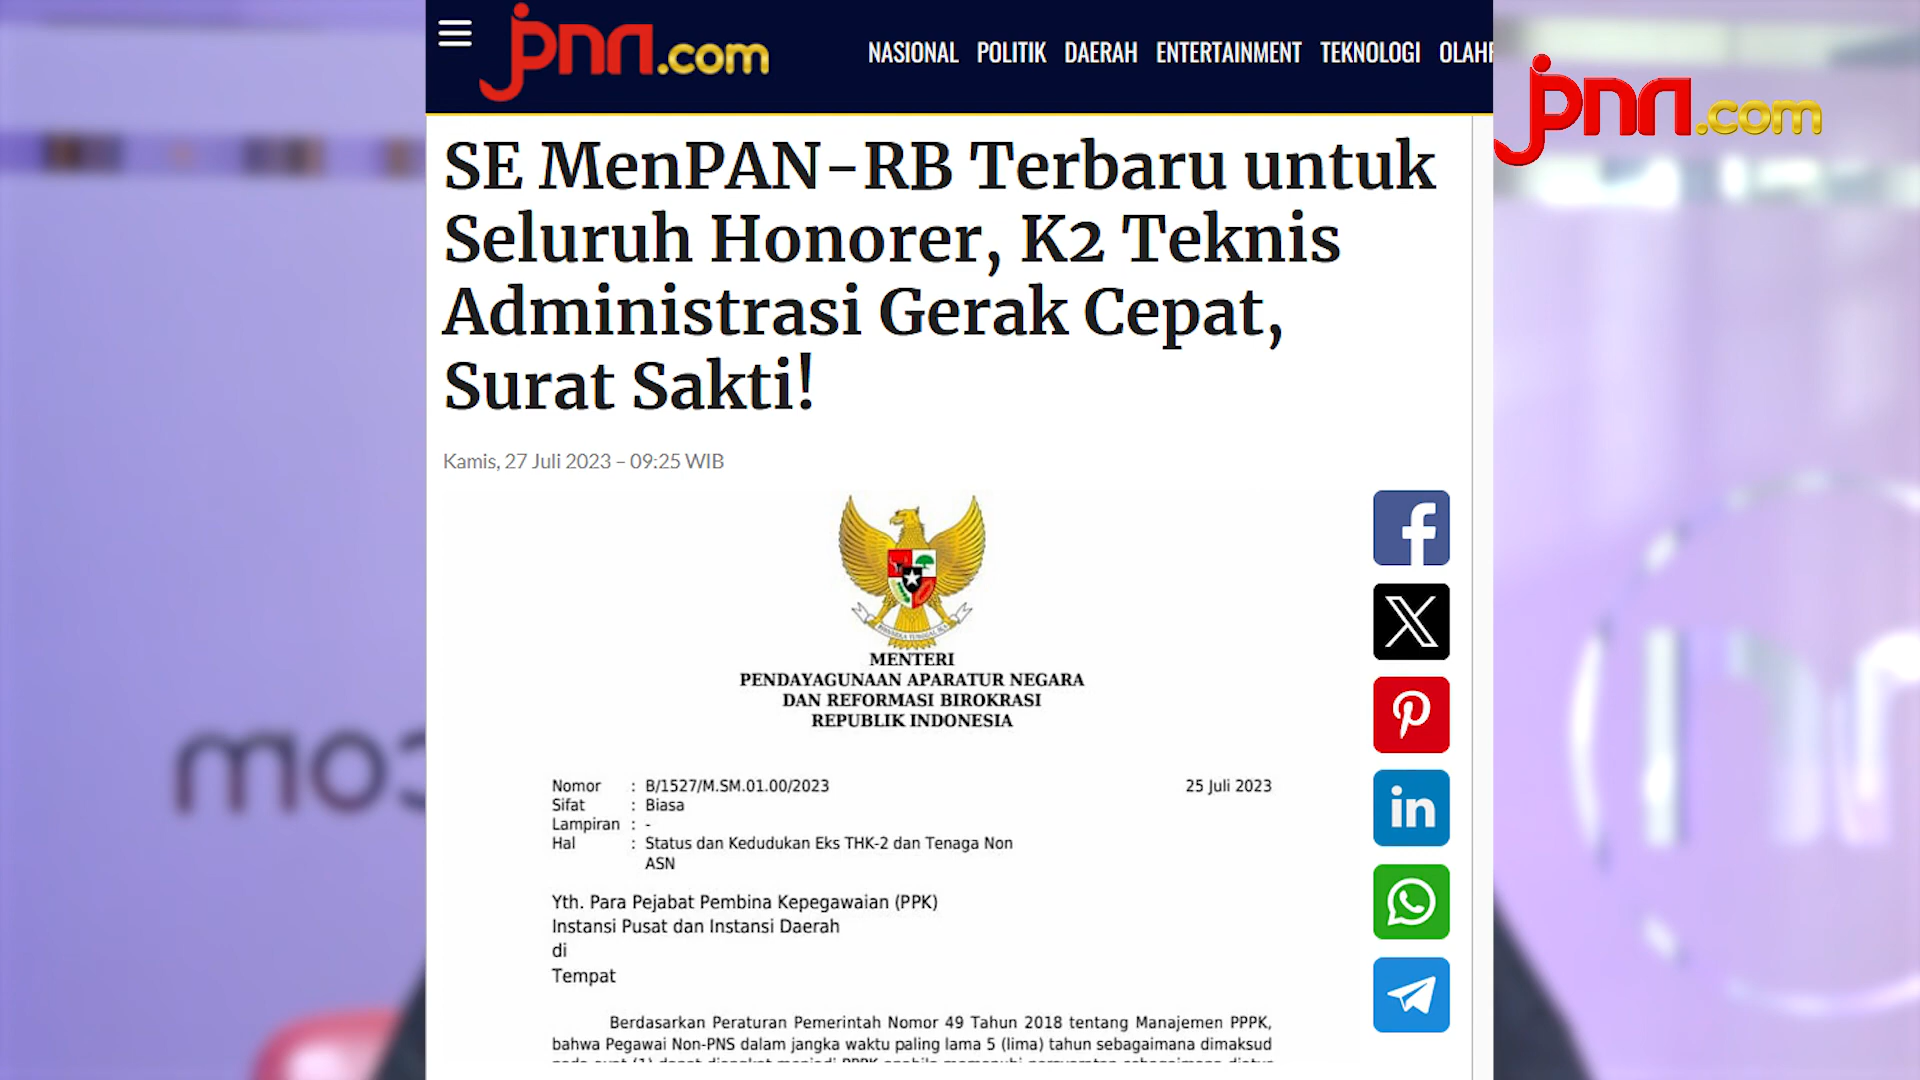 jpnn.com
NASIONAL POLITIK DAERAH ENTERTAINMENT TEKNOLOGI
jpnn.com
SE MenPAN-RB Terbaru untuk
Seluruh Honorer, K2 Teknis
Administrasi Gerak Cepat,
Surat Sakti!
Kamis, 27 Juli 2023 – 09:25 WIB
MENTERI
PENDAYAGUNAAN APARATUR NEGARA
DAN REFORMASI BIROKRASI
REPUBLIK INDONESIA
Nomor : B/1527/M.SM.01.00/2023 25 Juli 2023
Sifat : Biasa
Lampiran : -
Hal : Status dan Kedudukan Eks THK-2 dan Tenaga Non
ASN
Yth. Para Pejabat Pembina Kepegawaian (PPK)
Instansi Pusat dan Instansi Daerah
di
Tempat
Berdasarkan Peraturan Pemerintah Nomor 49 Tahun 2018 tentang Manajemen PPPK,
bahwa Pegawai Non-PNS dalam jangka waktu paling lama 5 (lima) tahun sebagaimana dimaksud